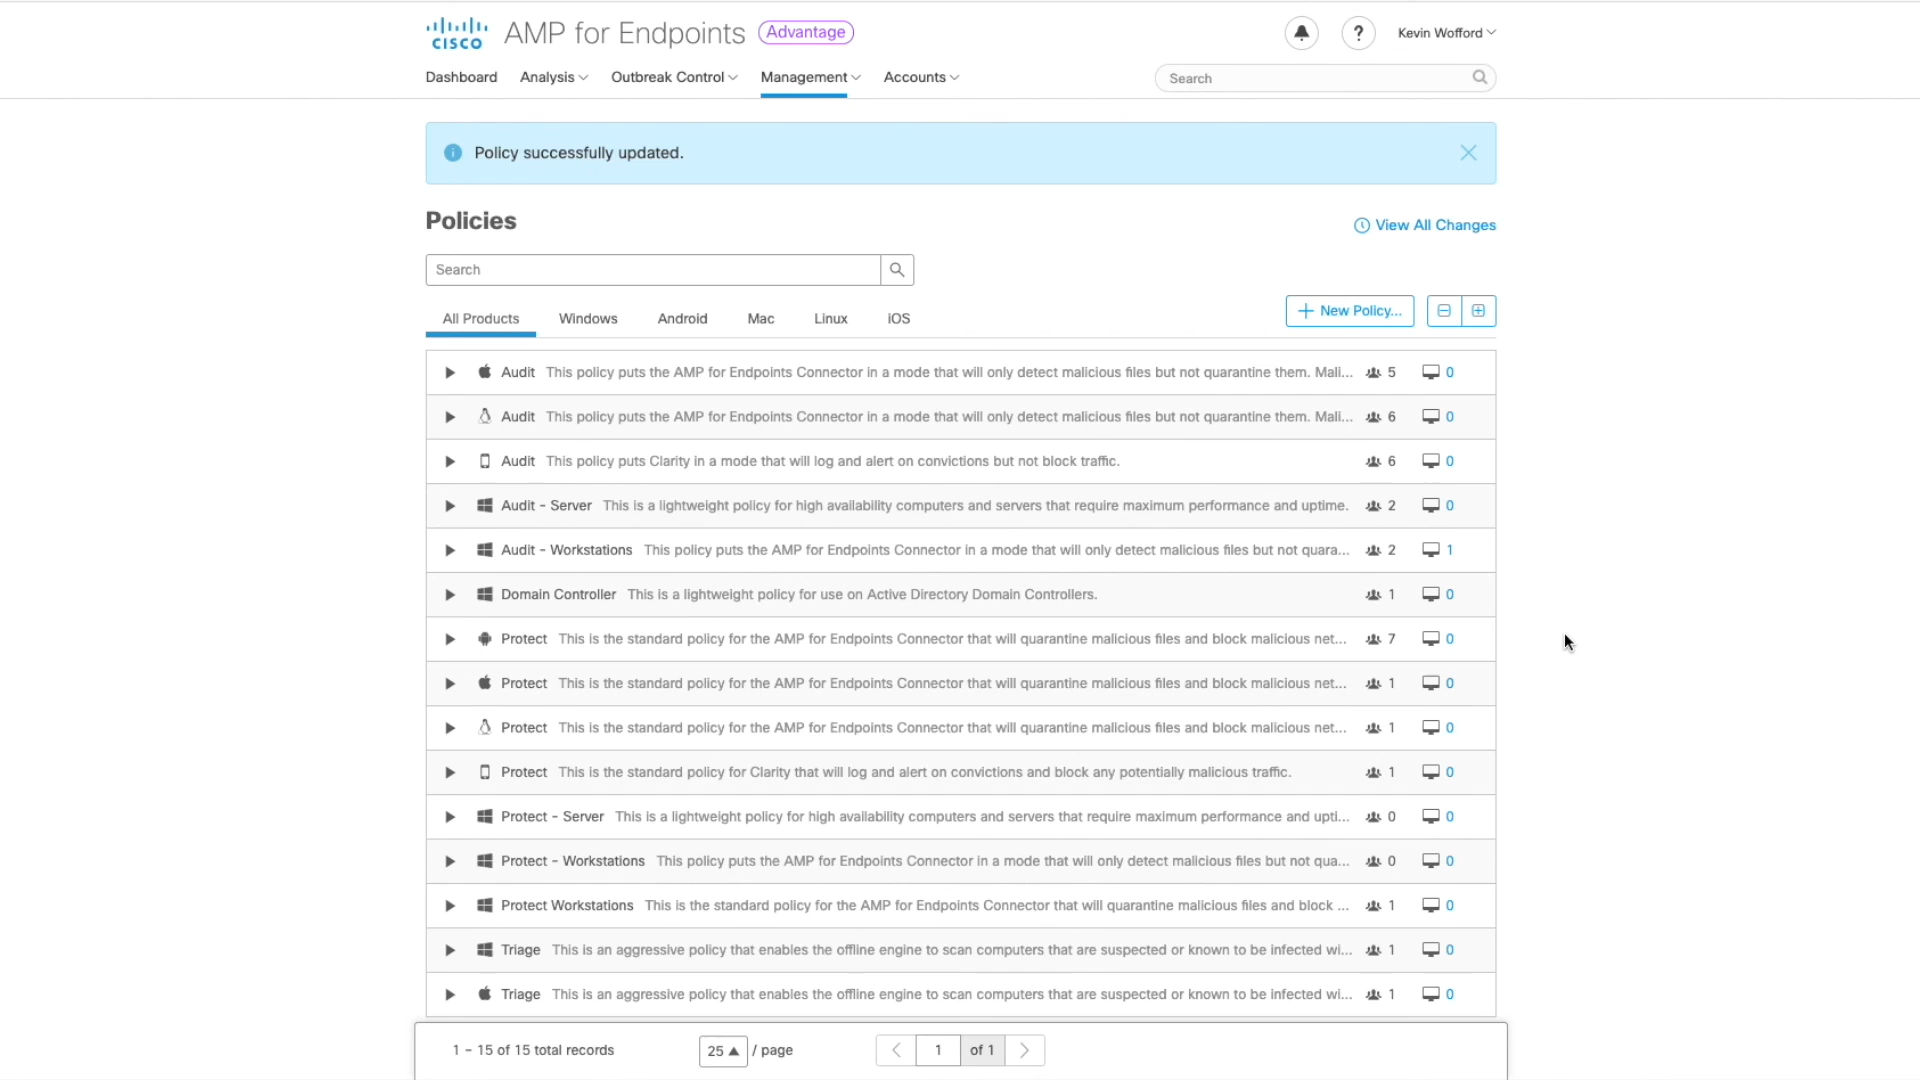 CISCO AMP for Endpoints Advantage
? Kevin Wofford
Dashboard Analysis Outbreak Control Management Accounts Search
Policy successfully updated.
Policies
View All Changes
Search
All Products Windows Android Mac Linux iOS
New Policy...
Audit This policy puts the AMP for Endpoints Connector in a mode that will only detect malicious files but not quarantine them. Mali... 5 0
Audit This policy puts the AMP for Endpoints Connector in a mode that will only detect malicious files but not quarantine them. Mali... 6 0
Audit This policy puts Clarity in a mode that will log and alert on convictions but not block traffic. 6 0
Audit - Server This is a lightweight policy for high availability computers and servers that require maximum performance and uptime. 2 0
Audit - Workstations This policy puts the AMP for Endpoints Connector in a mode that will only detect malicious files but not quara... 2 1
Domain Controller This is a lightweight policy for use on Active Directory Domain Controllers. 1 0
Protect This is the standard policy for the AMP for Endpoints Connector that will quarantine malicious files and block malicious net... 7 0
Protect This is the standard policy for the AMP for Endpoints Connector that will quarantine malicious files and block malicious net... 1 0
Protect This is the standard policy for the AMP for Endpoints Connector that will quarantine malicious files and block malicious net... 1 0
Protect This is the standard policy for Clarity that will log and alert on convictions and block any potentially malicious traffic. 1 0
Protect - Server This is a lightweight policy for high availability computers and servers that require maximum performance and upti... 0 0
Protect - Workstations This policy puts the AMP for Endpoints Connector in a mode that will only detect malicious files but not qua... 0 0
Protect Workstations This is the standard policy for the AMP for Endpoints Connector that will quarantine malicious files and block ... 1 0
Triage This is an aggressive policy that enables the offline engine to scan computers that are suspected or known to be infected wi... 1 0
Triage This is an aggressive policy that enables the offline engine to scan computers that are suspected or known to be infected wi... 1 0
1 - 15 of 15 total records 25 / page 1 of 1